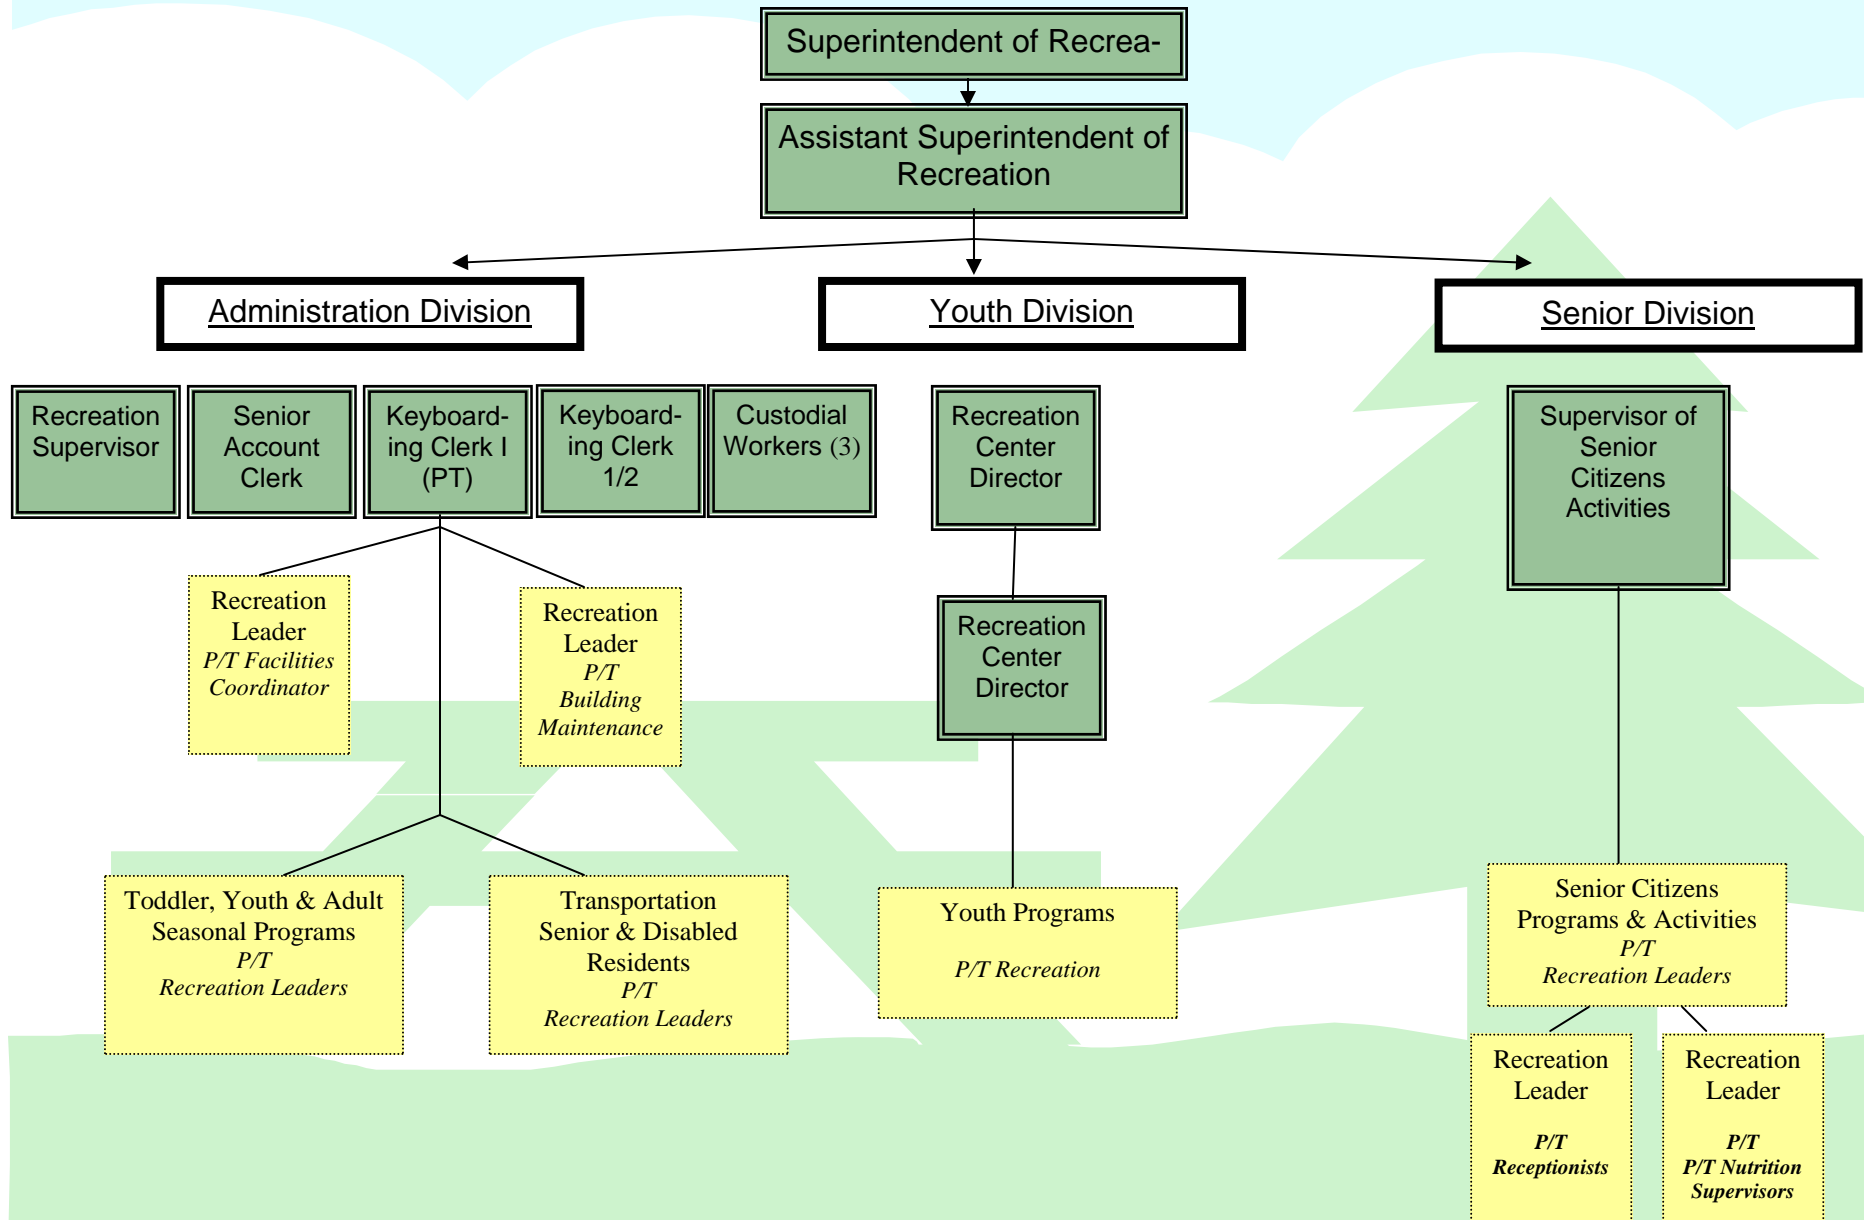 Superintendent of Recrea-
Assistant Superintendent of
Recreation
Administration Division
Youth Division
Senior Division
Recreation
Supervisor
Senior
Account
Clerk
Keyboard-
ing Clerk I
(PT)
Keyboard-
ing Clerk
1/2
Custodial
Workers (3)
Recreation
Center
Director
Supervisor of
Senior
Citizens
Activities
Recreation
Leader
P/T Facilities
Coordinator
Recreation
Leader
P/T
Building
Maintenance
Recreation
Center
Director
Toddler, Youth & Adult
Seasonal Programs
P/T
Recreation Leaders
Transportation
Senior & Disabled
Residents
P/T
Recreation Leaders
Youth Programs
P/T Recreation
Senior Citizens
Programs & Activities
P/T
Recreation Leaders
Recreation
Leader
P/T
Receptionists
Recreation
Leader
P/T
P/T Nutrition
Supervisors